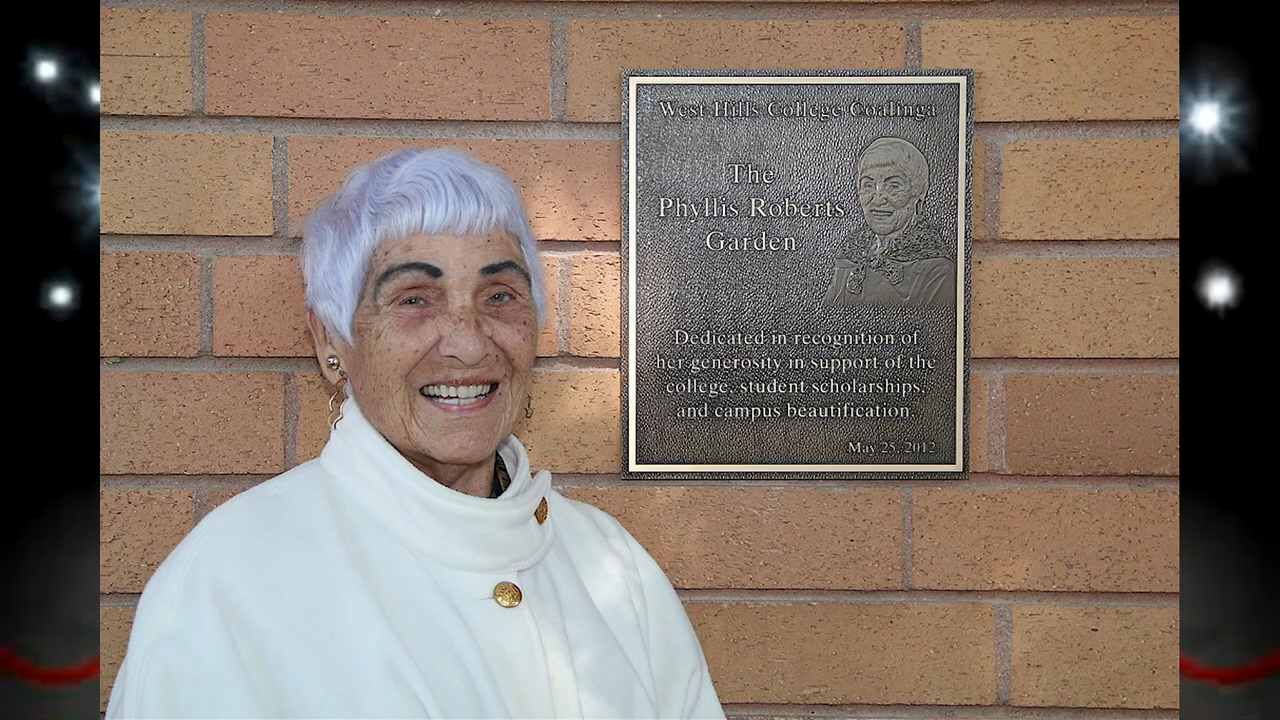 West Hills College Coalinga
The
Phyllis Roberts
Garden
Dedicated in recognition of
her generosity in support of the
college, student scholarships,
and campus beautification.
May 25, 2012